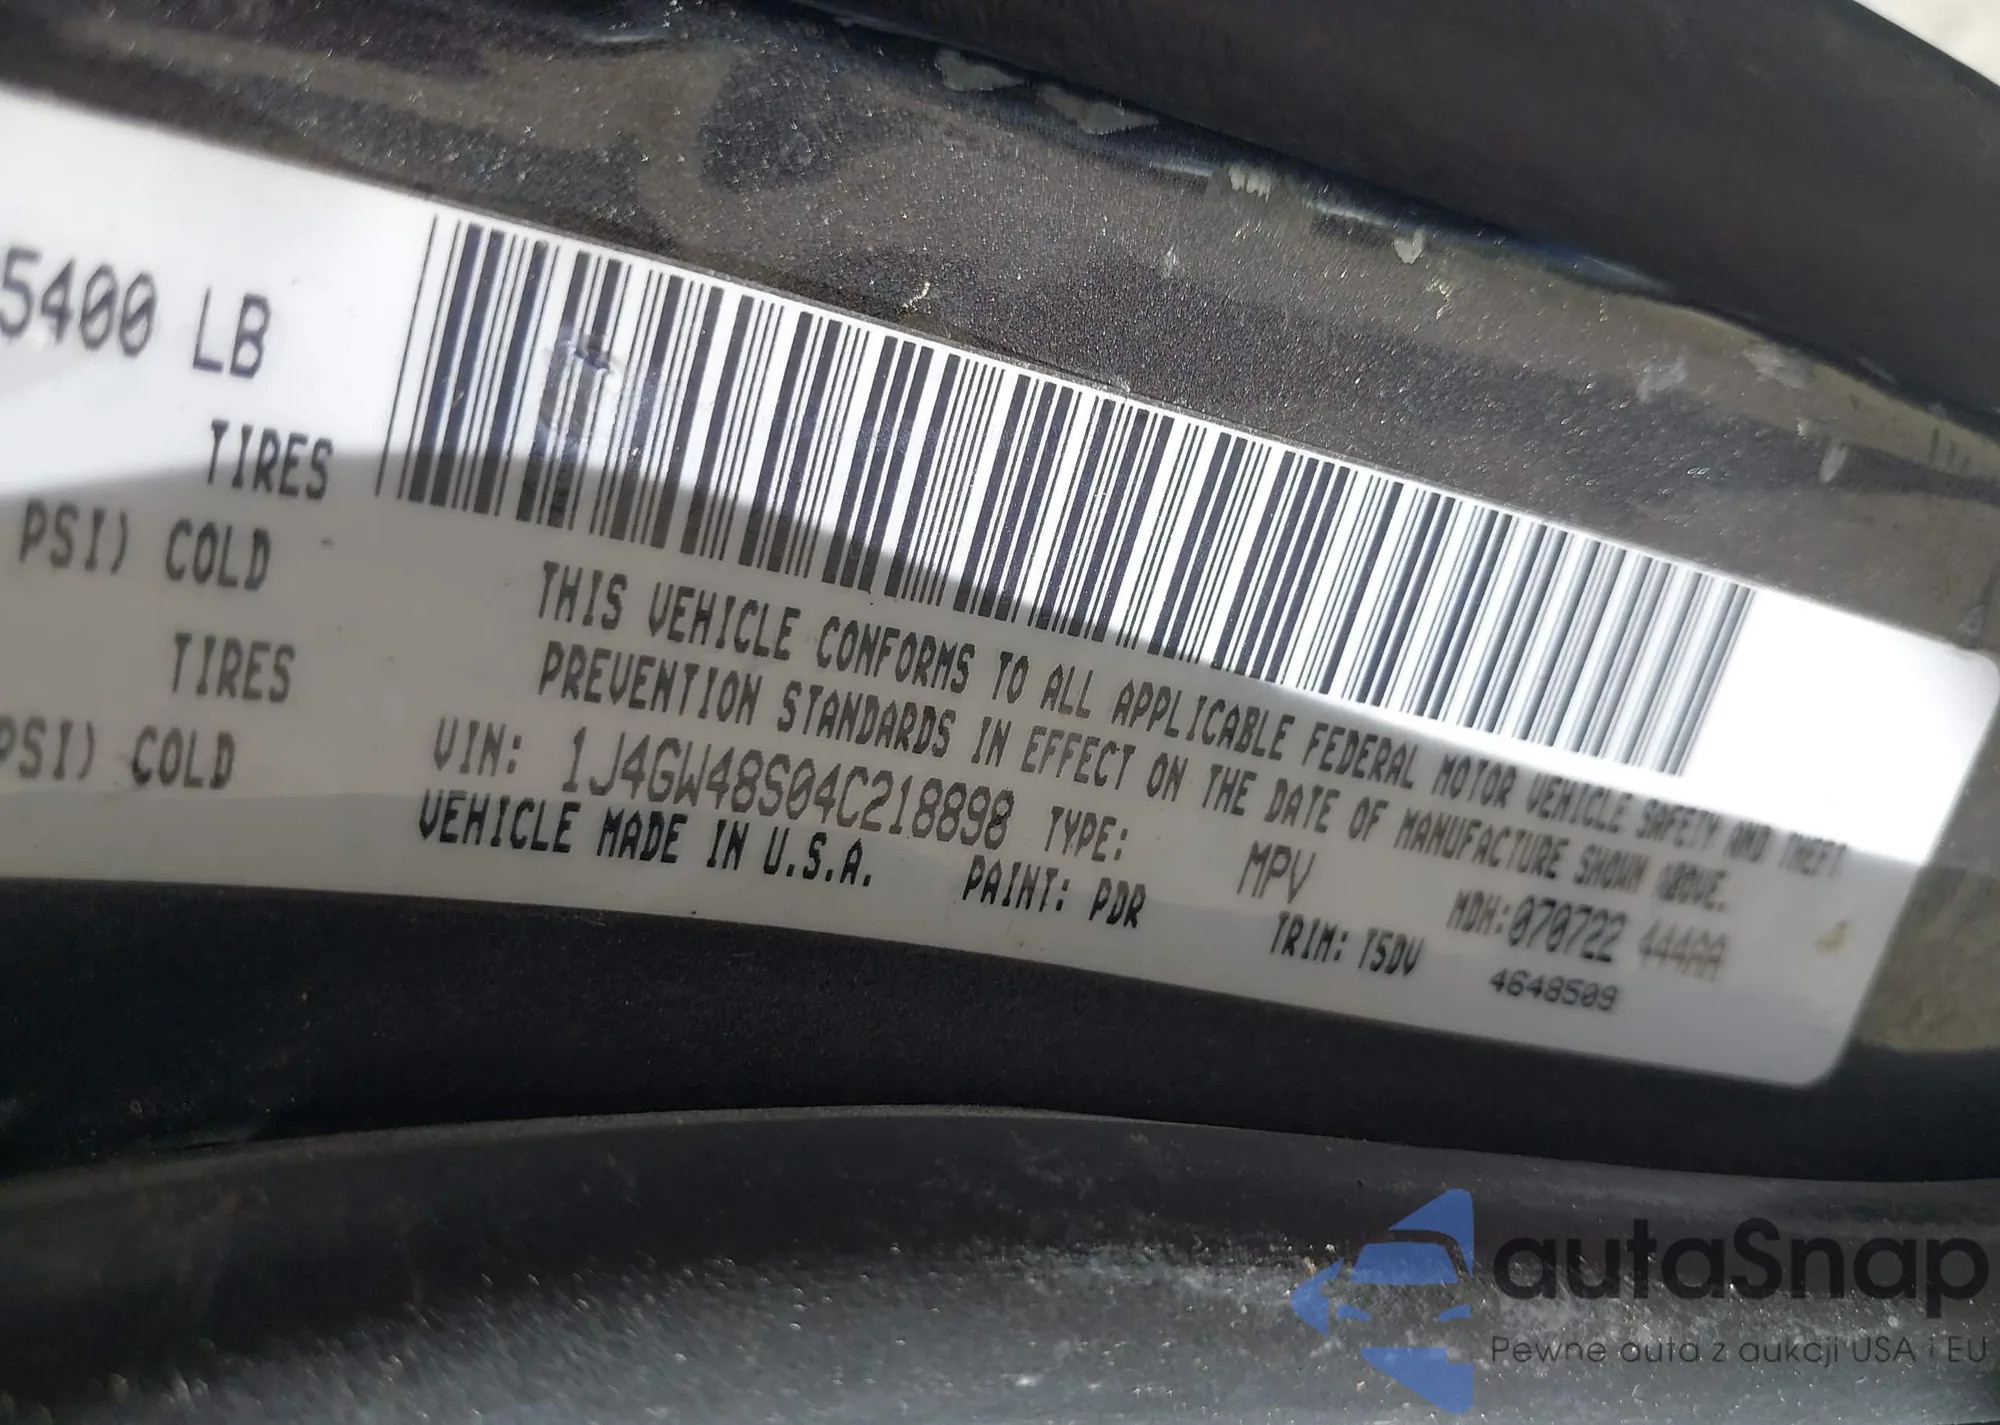 5400 LB
TIRES
PSI) COLD
TIRES
PSI) COLD
THIS VEHICLE CONFORMS TO ALL APPLICABLE FEDERAL MOTOR VEHICLE SAFETY AND THEFT
PREVENTION STANDARDS IN EFFECT ON THE DATE OF MANUFACTURE SHOWN ABOVE.
VIN: 1J4GW48S04C218898 TYPE: MPV MDH:070722 444AA
VEHICLE MADE IN U.S.A. PAINT: PDR TRIM: T5DV 4648509
autaSnap
Pewne auta z aukcji USA i EU